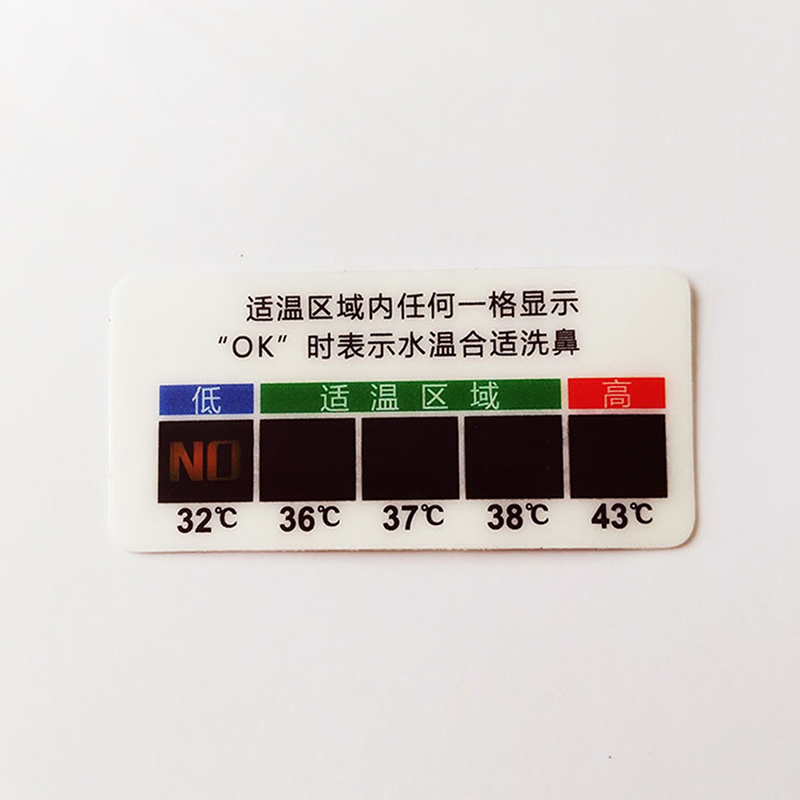 适温区域内任何一格显示
“OK”时表示水温合适洗鼻
低 适温区域 高
NO
32℃ 36℃ 37℃ 38℃ 43℃